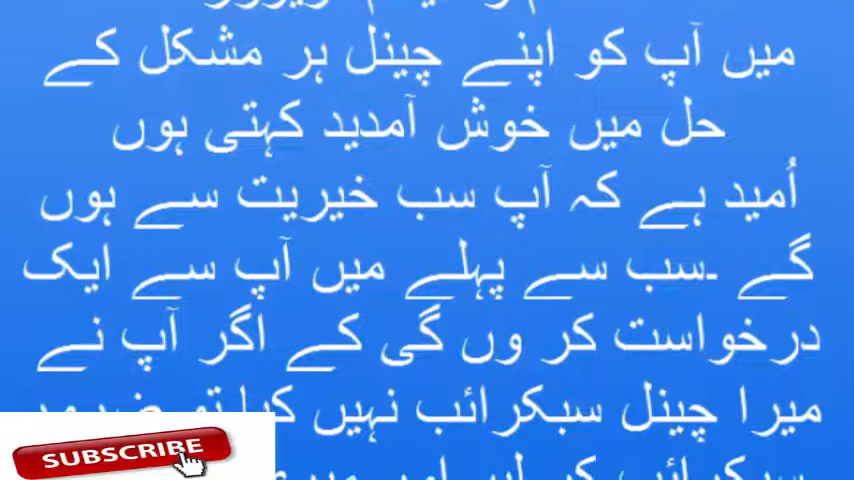 میں آپ کو اپنے چینل ہر مشکل کے
حل میں خوش آمدید کہتی ہوں
اُمید ہے کہ آپ سب خیریت سے ہوں
گے ۔سب سے پہلے میں آپ سے ایک
درخواست کر وں گی کے اگر آپ نے
میرا چینل سبکرائب نہیں کیا تو ضرور
SUBSCRIBE